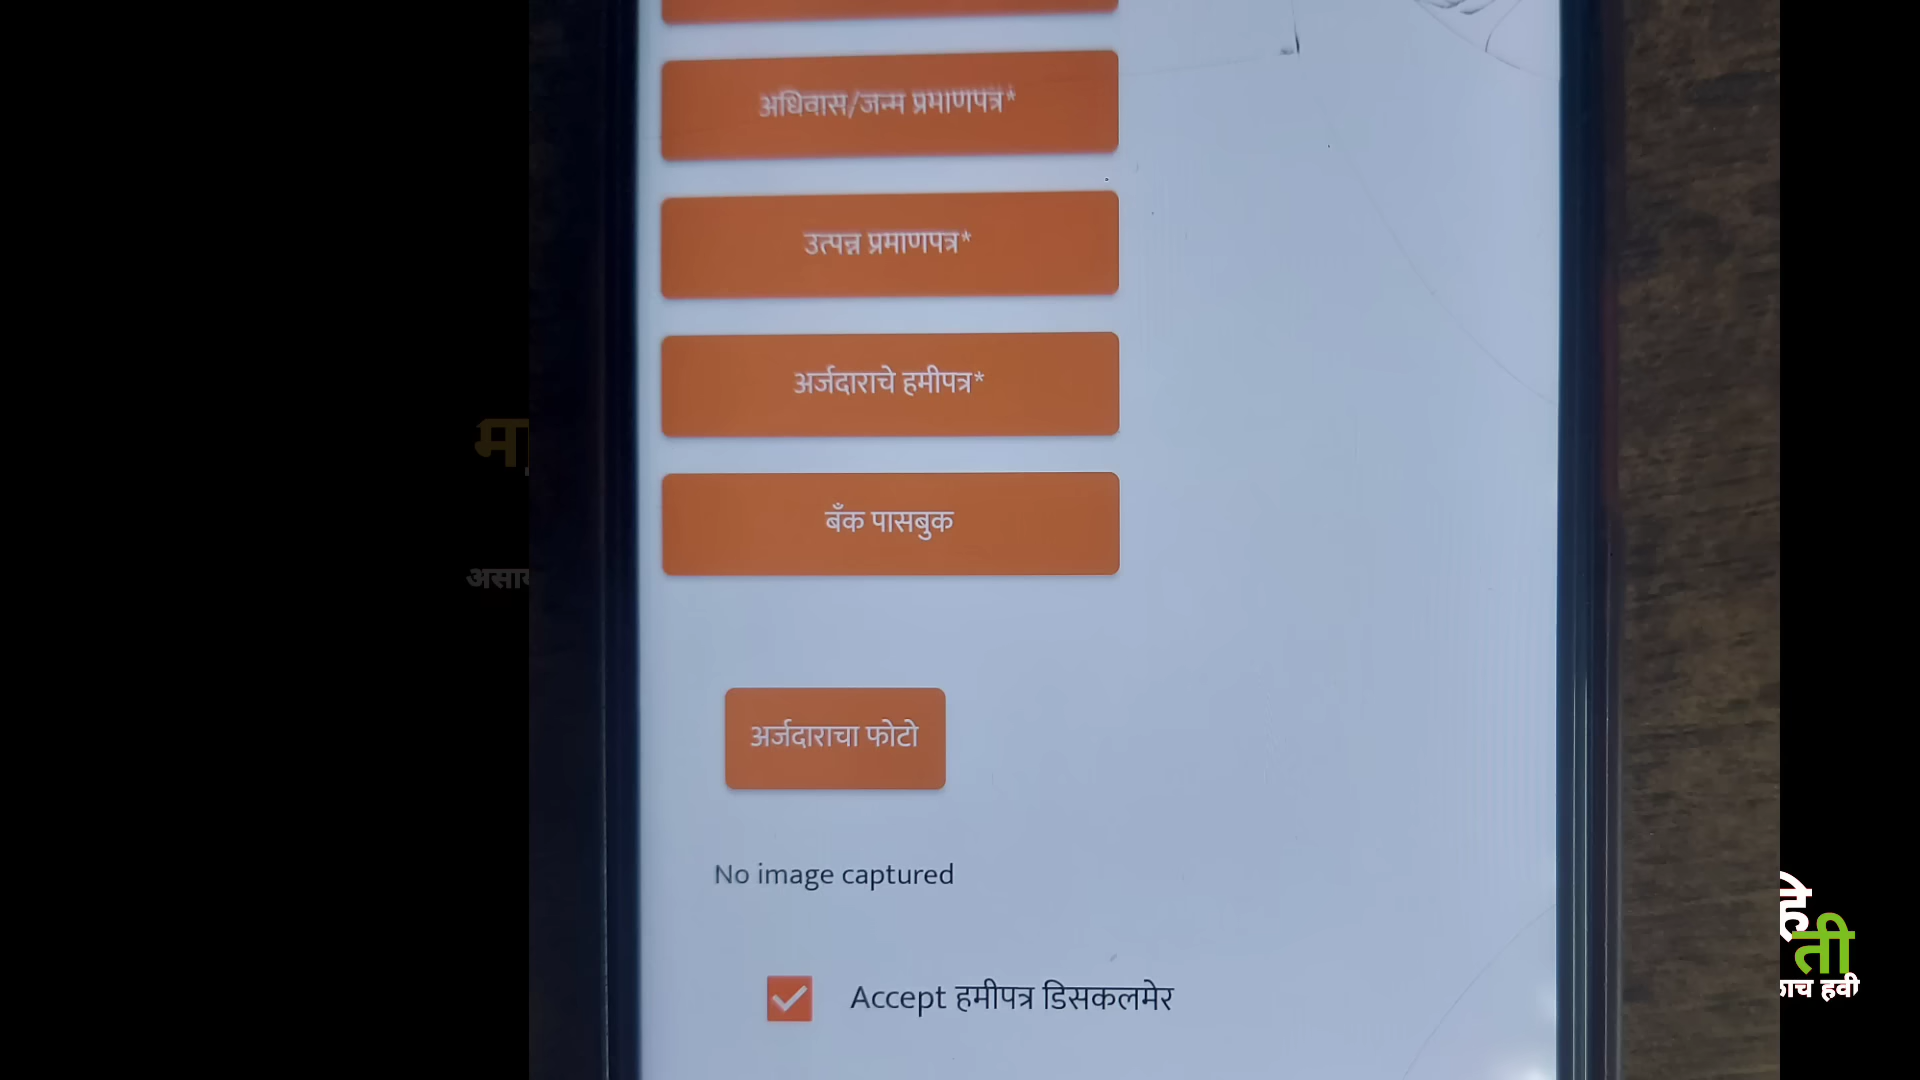 अधिवास/जन्म प्रमाणपत्र*
उत्पन्न प्रमाणपत्र*
अर्जदाराचे हमीपत्र*
बँक पासबुक
अर्जदाराचा फोटो
No image captured
Accept हमीपत्र डिसकलमेर
हि
ती
हवी